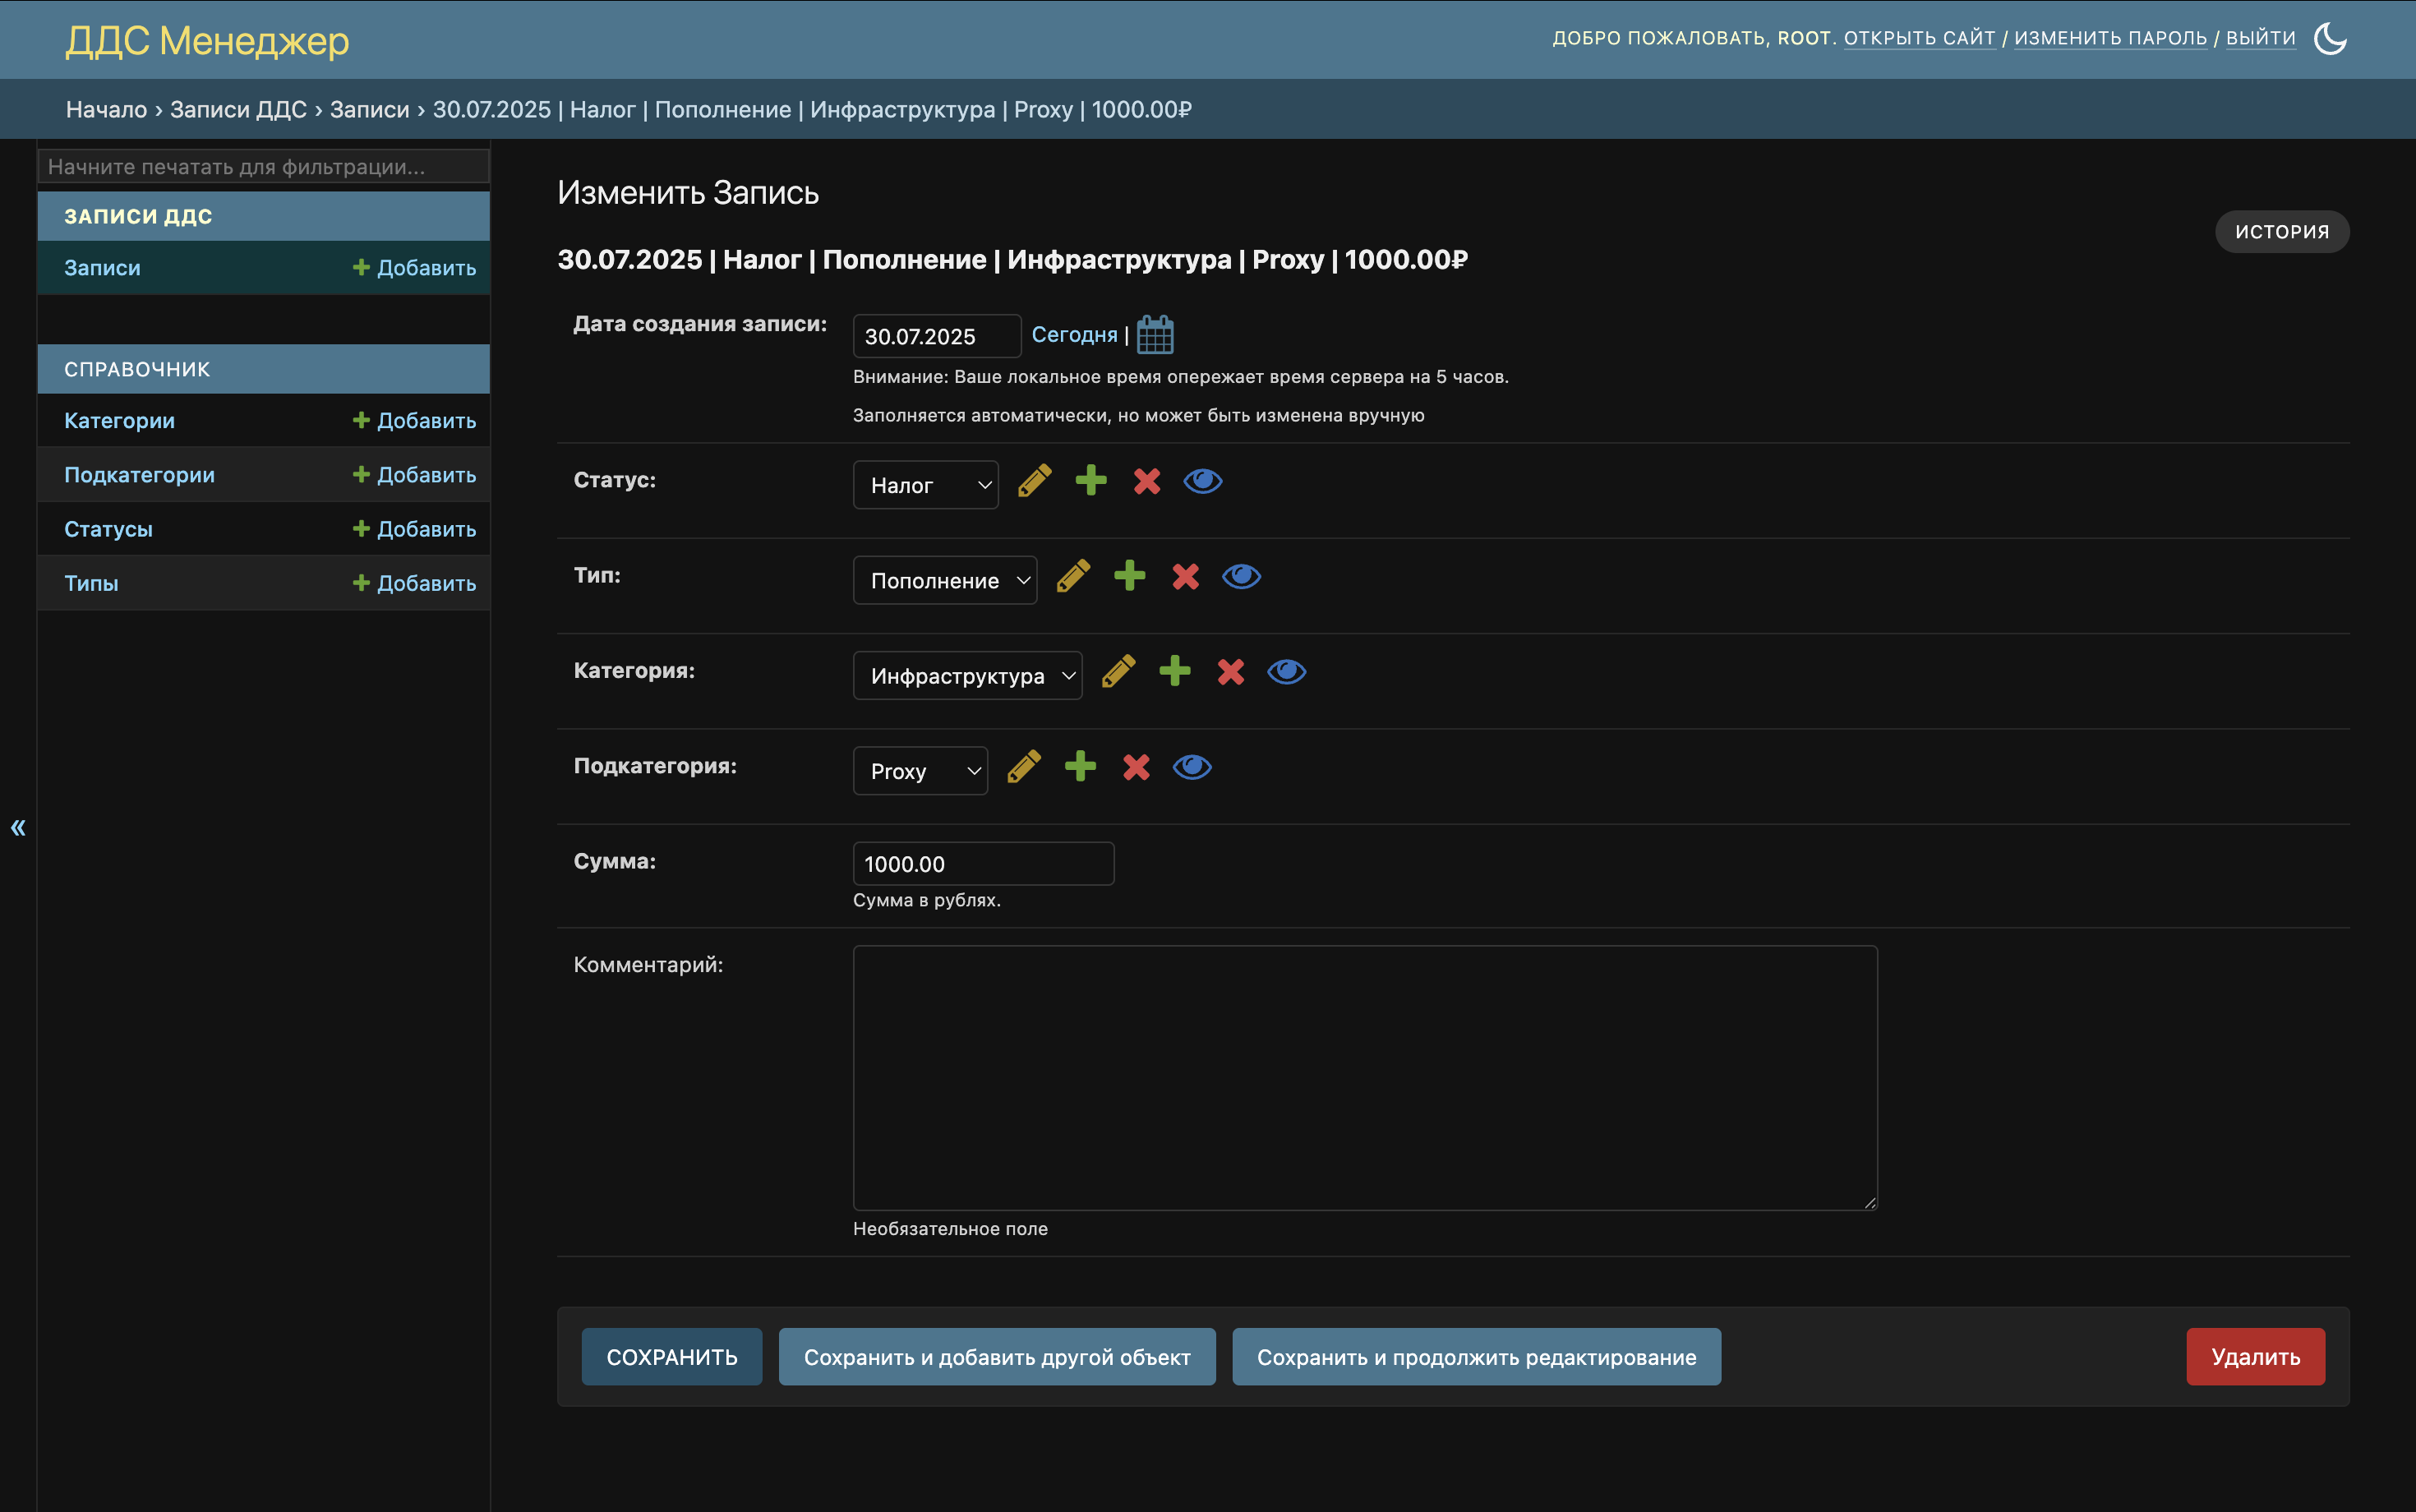 ДДС Менеджер
ДОБРО ПОЖАЛОВАТЬ, ROOT. ОТКРЫТЬ САЙТ / ИЗМЕНИТЬ ПАРОЛЬ / ВЫЙТИ
Начало › Записи ДДС › Записи › 30.07.2025 | Налог | Пополнение | Инфраструктура | Proxy | 1000.00₽
Начните печатать для фильтрации...
ЗАПИСИ ДДС
Записи Добавить
СПРАВОЧНИК
Категории Добавить
Подкатегории Добавить
Статусы Добавить
Типы Добавить
«
Изменить Запись
ИСТОРИЯ
30.07.2025 | Налог | Пополнение | Инфраструктура | Proxy | 1000.00₽
Дата создания записи: 30.07.2025 Сегодня |
Внимание: Ваше локальное время опережает время сервера на 5 часов.
Заполняется автоматически, но может быть изменена вручную
Статус: Налог
Тип: Пополнение
Категория: Инфраструктура
Подкатегория: Proxy
Сумма: 1000.00
Сумма в рублях.
Комментарий:
Необязательное поле
СОХРАНИТЬ Сохранить и добавить другой объект Сохранить и продолжить редактирование Удалить